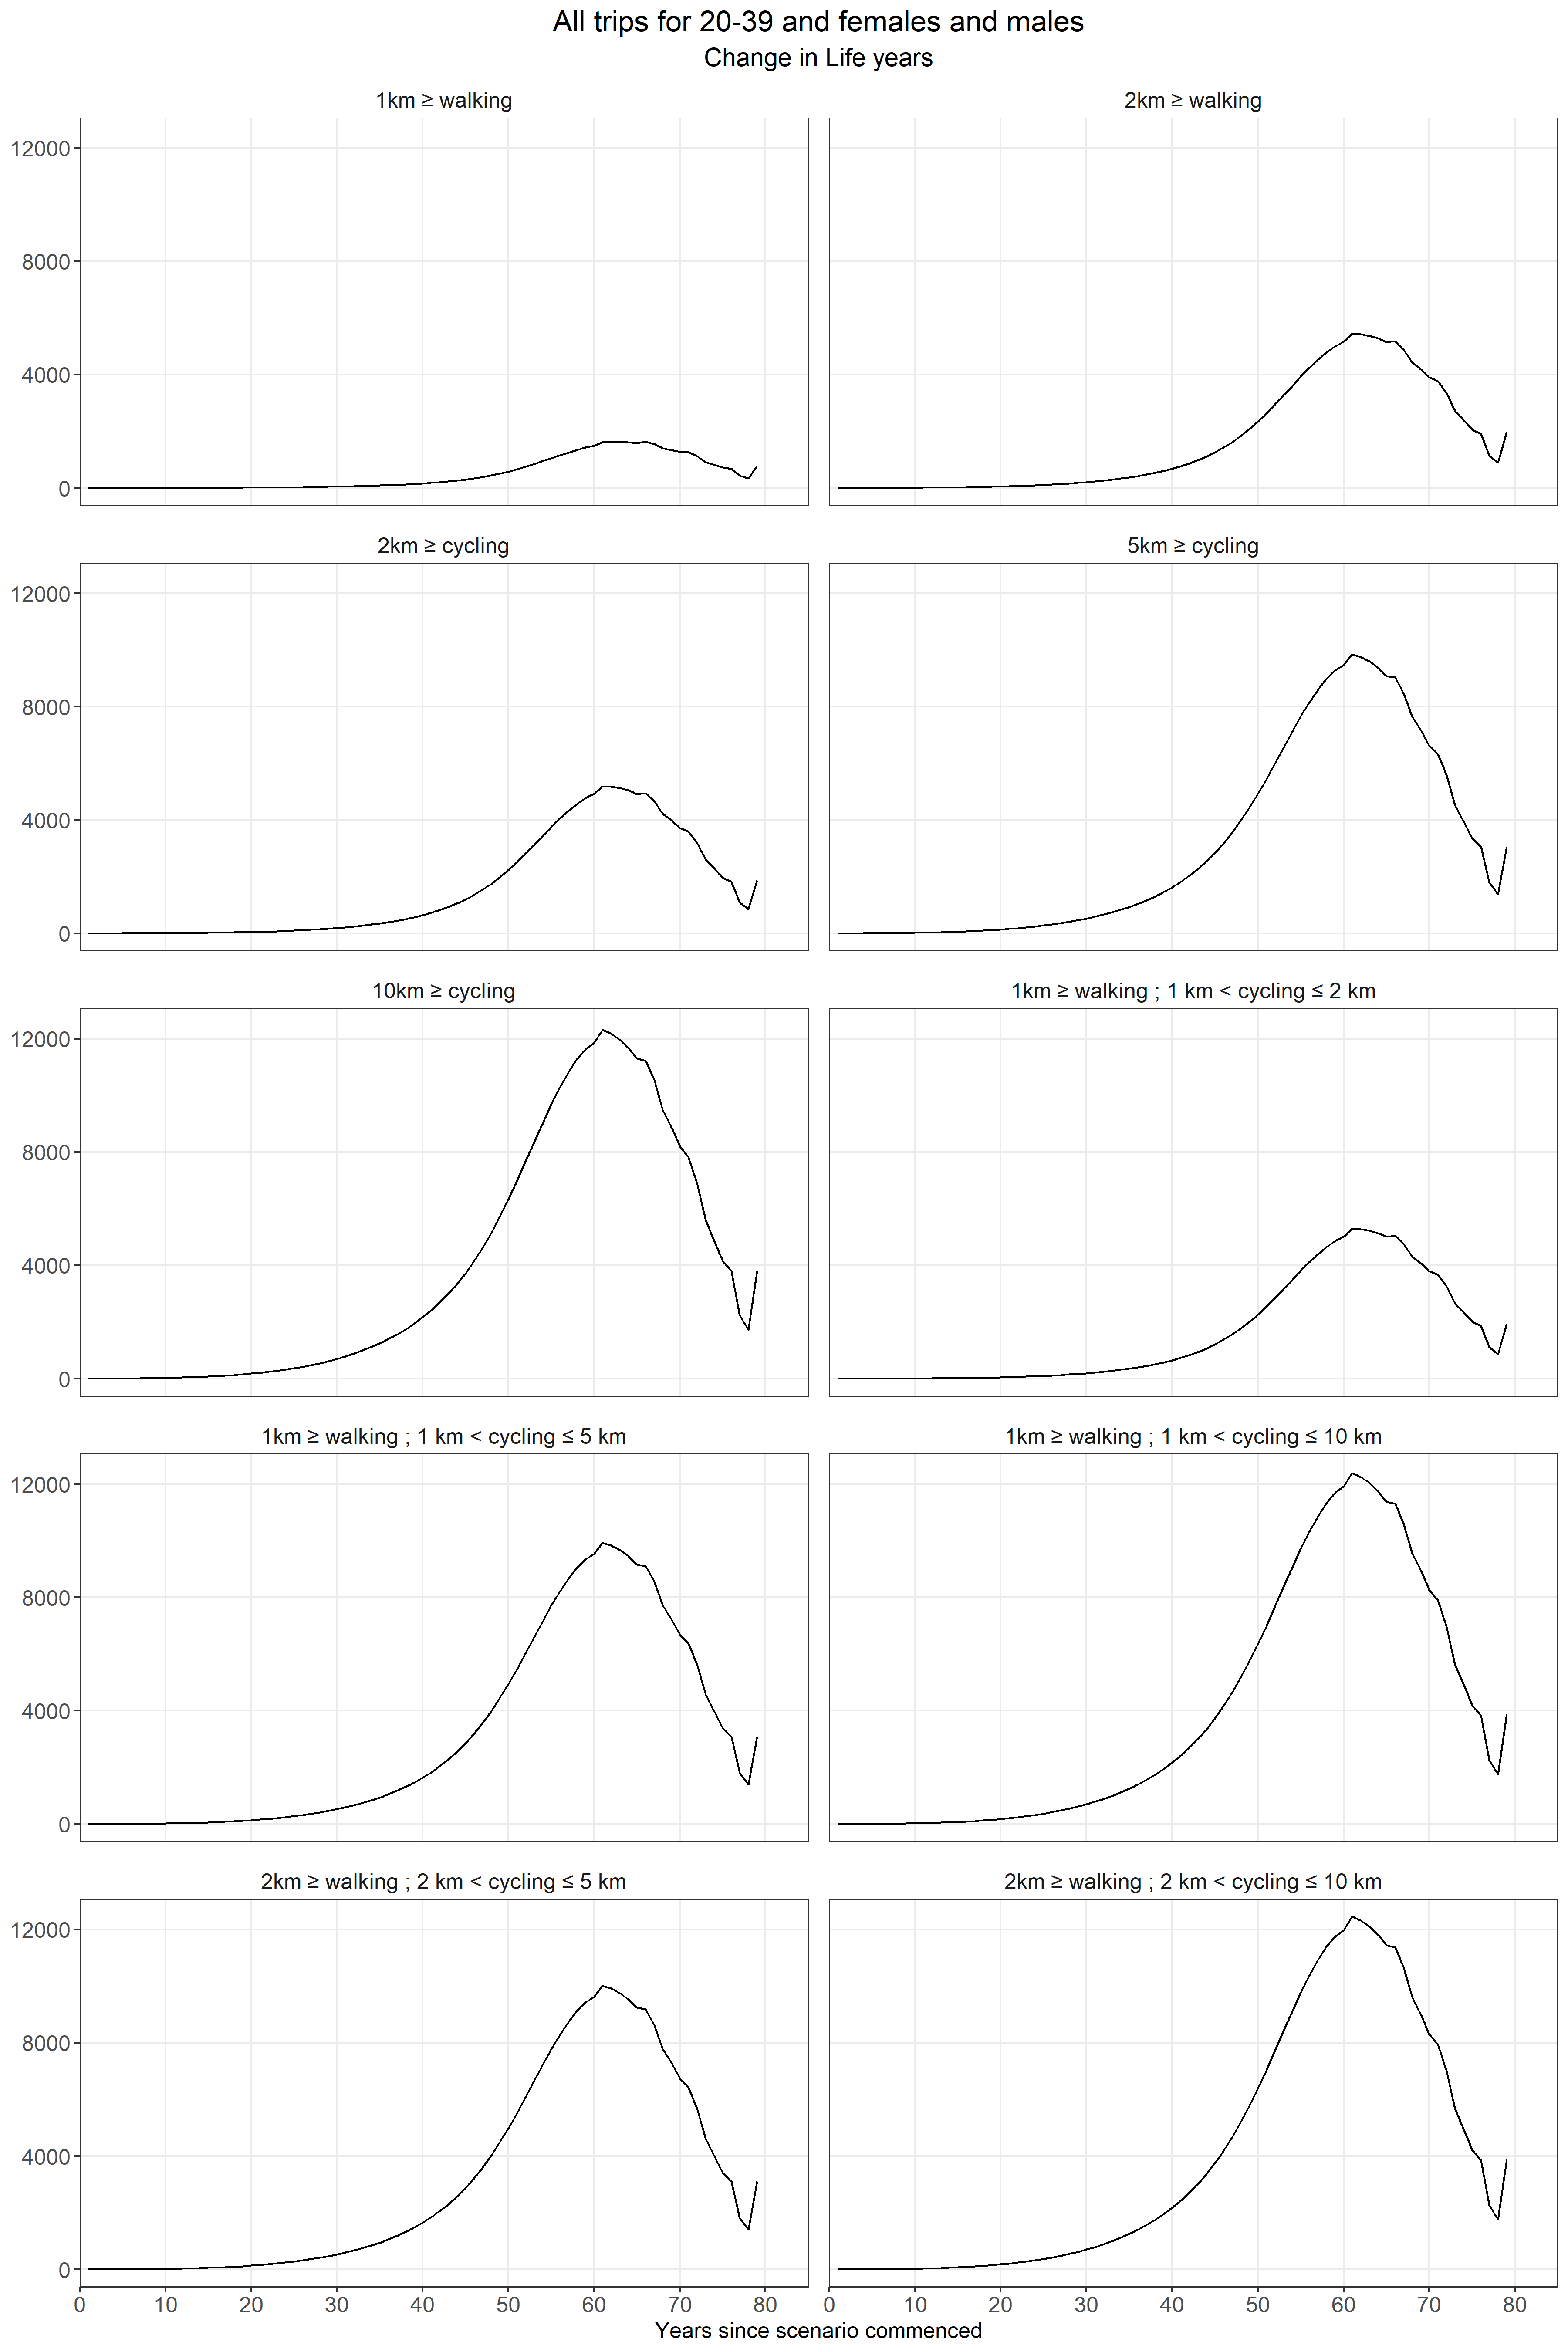 All trips for 20-39 and females and males
Change in Life years
1km ≥ walking
2km ≥ walking
12000
8000
4000
0
2km ≥ cycling
5km ≥ cycling
12000
8000
4000
0
10km ≥ cycling
1km ≥ walking ; 1 km < cycling ≤ 2 km
12000
8000
4000
0
1km ≥ walking ; 1 km < cycling ≤ 5 km
1km ≥ walking ; 1 km < cycling ≤ 10 km
12000
8000
4000
0
2km ≥ walking ; 2 km < cycling ≤ 5 km
2km ≥ walking ; 2 km < cycling ≤ 10 km
12000
8000
4000
0
0 10 20 30 40 50 60 70 80
0 10 20 30 40 50 60 70 80
Years since scenario commenced